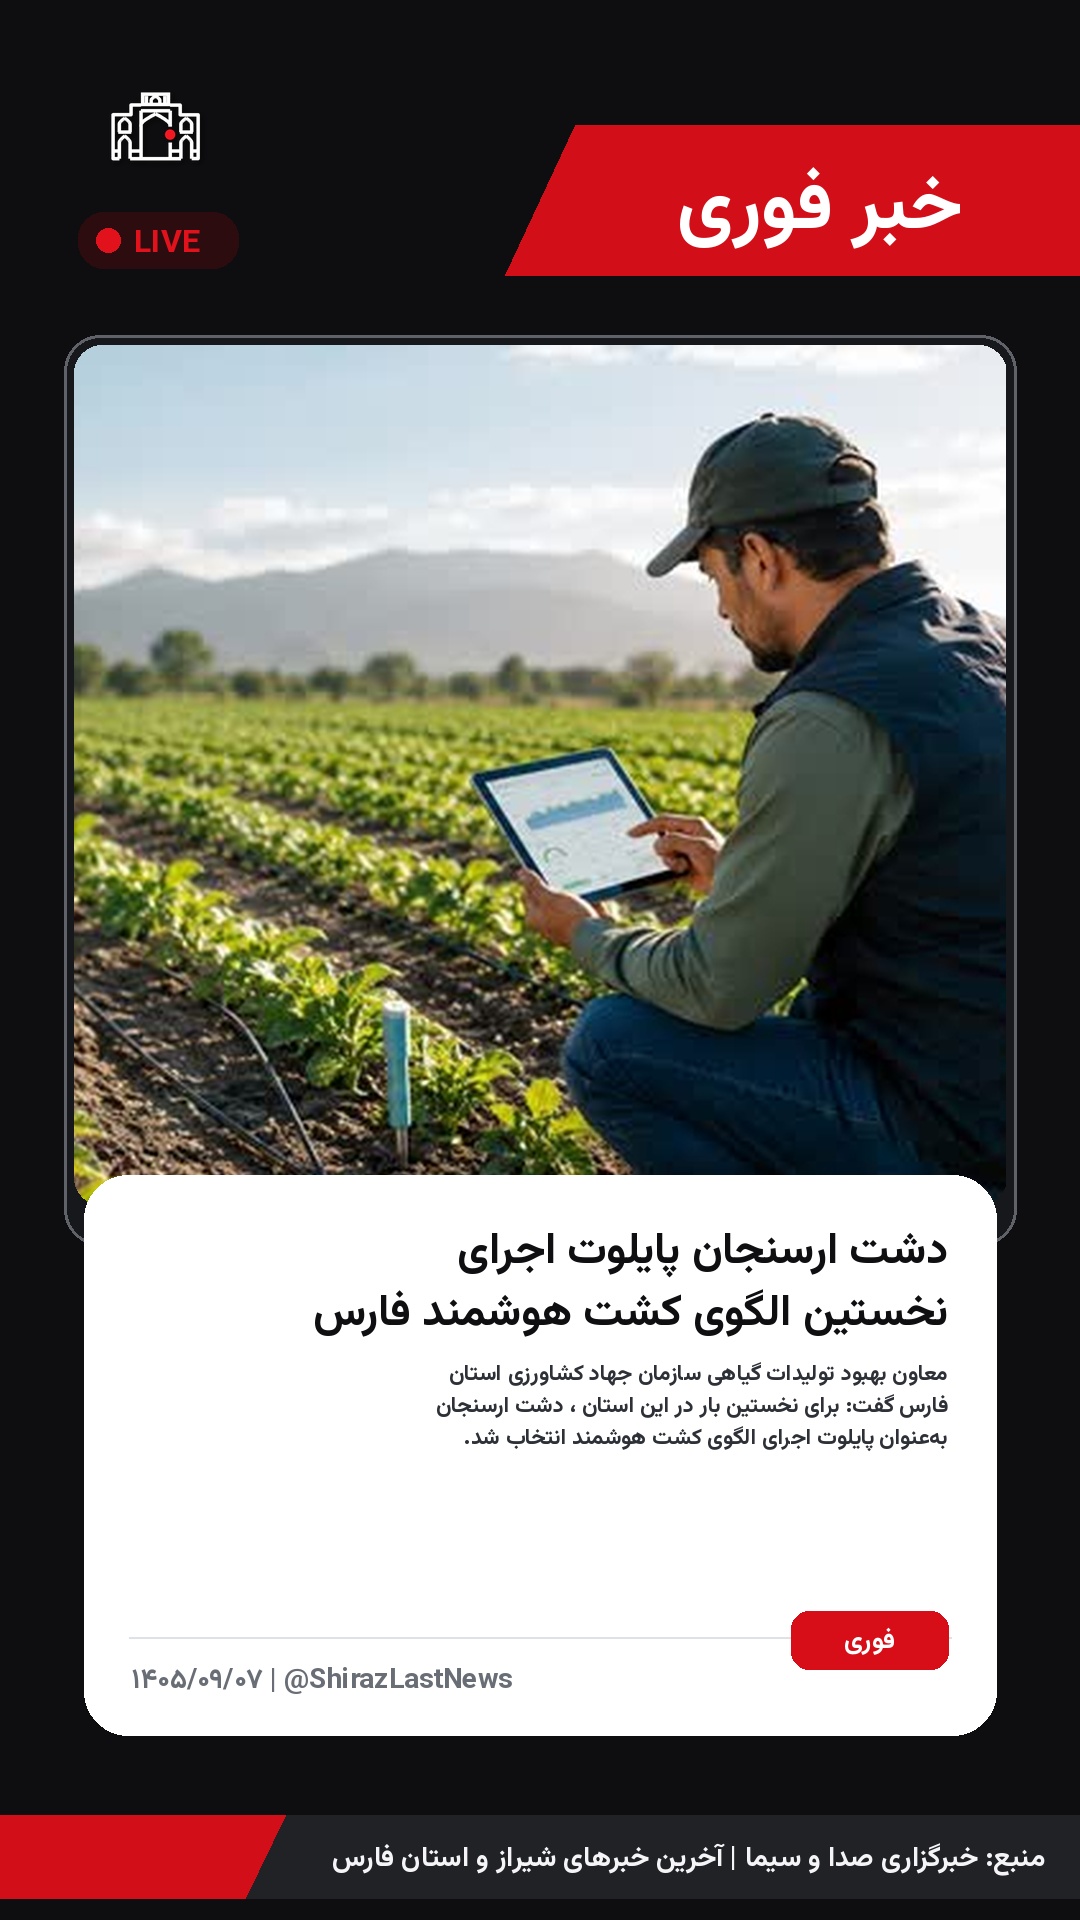 خبر فوری
LIVE
دشت ارسنجان پایلوت اجرای
نخستین الگوی کشت هوشمند فارس
معاون بهبود تولیدات گیاهی سازمان جهاد کشاورزی استان
فارس گفت: برای نخستین بار در این استان ، دشت ارسنجان
به‌عنوان پایلوت اجرای الگوی کشت هوشمند انتخاب شد.
فوری
۱۴۰۵/۰۹/۰۷ | @ShirazLastNews
منبع: خبرگزاری صدا و سیما | آخرین خبرهای شیراز و استان فارس